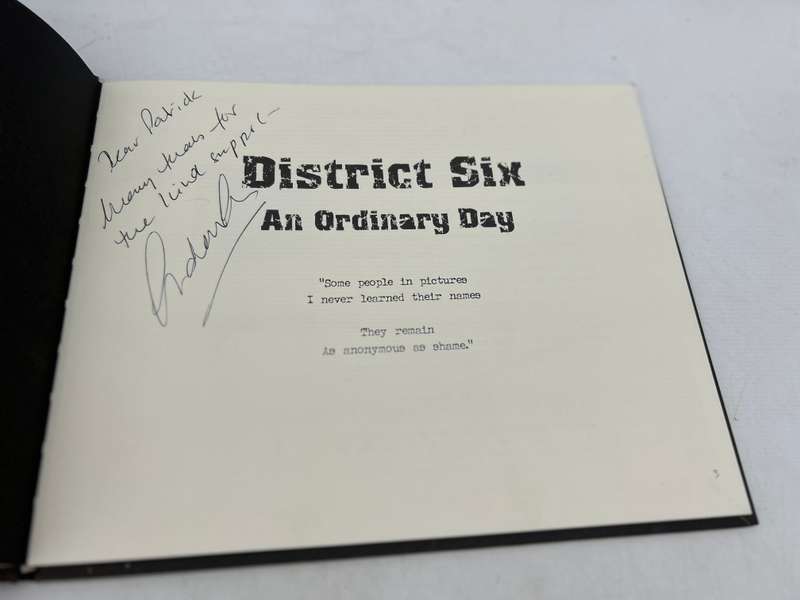 Dear Patrick
Many thanks for
the kind support
District Six
An Ordinary Day
"Some people in pictures
I never learned their names
They remain
As anonymous as shame."
3